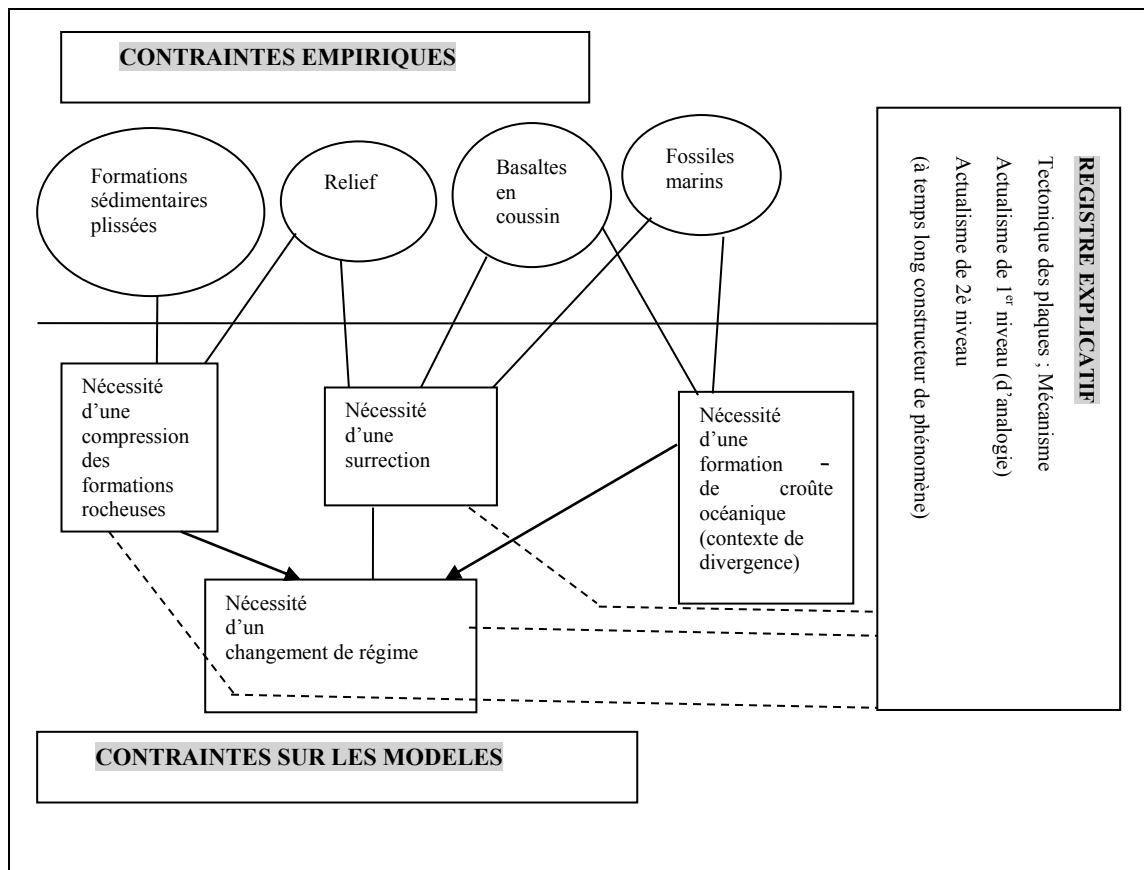 CONTRAINTES EMPIRIQUES
Formations
sédimentaires
plissées
Relief
Basaltes
en
coussin
Fossiles
marins
REGISTRE EXPLICATIF
Tectonique des plaques ; Mécanisme
Actualisme de 1er niveau (d’analogie)
Actualisme de 2è niveau
(à temps long constructeur de phénomène)
Nécessité
d’une
compression
des
formations
rocheuses
Nécessité
d’une
surrection
Nécessité
d’une
formation -
de croûte
océanique
(contexte de
divergence)
Nécessité
d’un
changement de régime
CONTRAINTES SUR LES MODELES